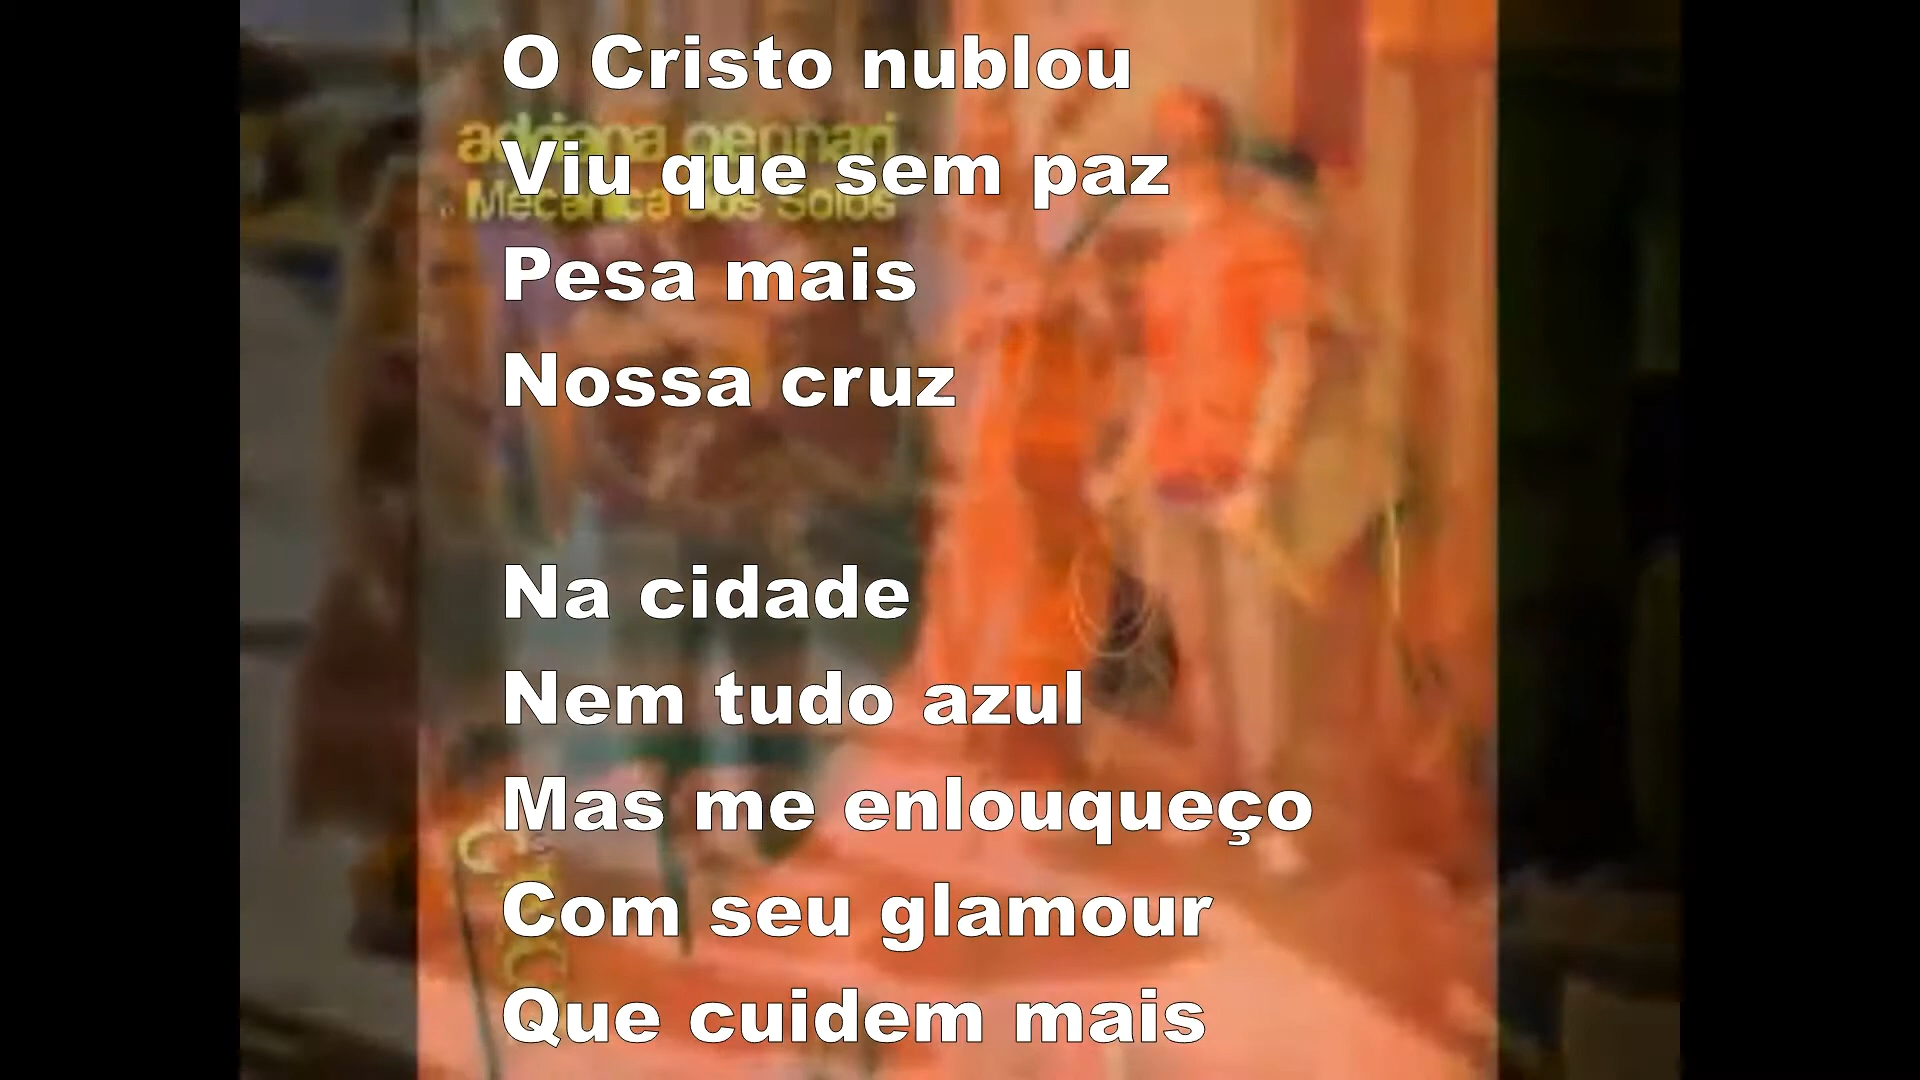 O Cristo nublou
adriana gennari
Viu que sem paz
Mecânica dos Solos
Pesa mais
Nossa cruz
Na cidade
Nem tudo azul
Mas me enlouqueço
Com seu glamour
Que cuidem mais